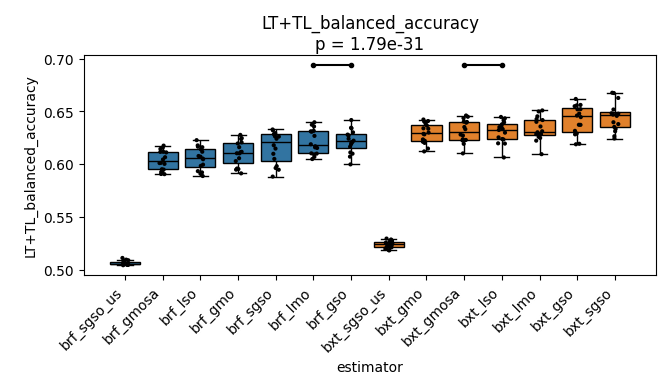 LT+TL_balanced_accuracy
p = 1.79e-31
LT+TL_balanced_accuracy
0.70
0.65
0.60
0.55
0.50
brf_sgso_us
brf_gmosa
brf_lso
brf_gmo
brf_sgso
brf_lmo
brf_gso
bxt_sgso_us
bxt_gmo
bxt_gmosa
bxt_lso
bxt_lmo
bxt_gso
bxt_sgso
estimator